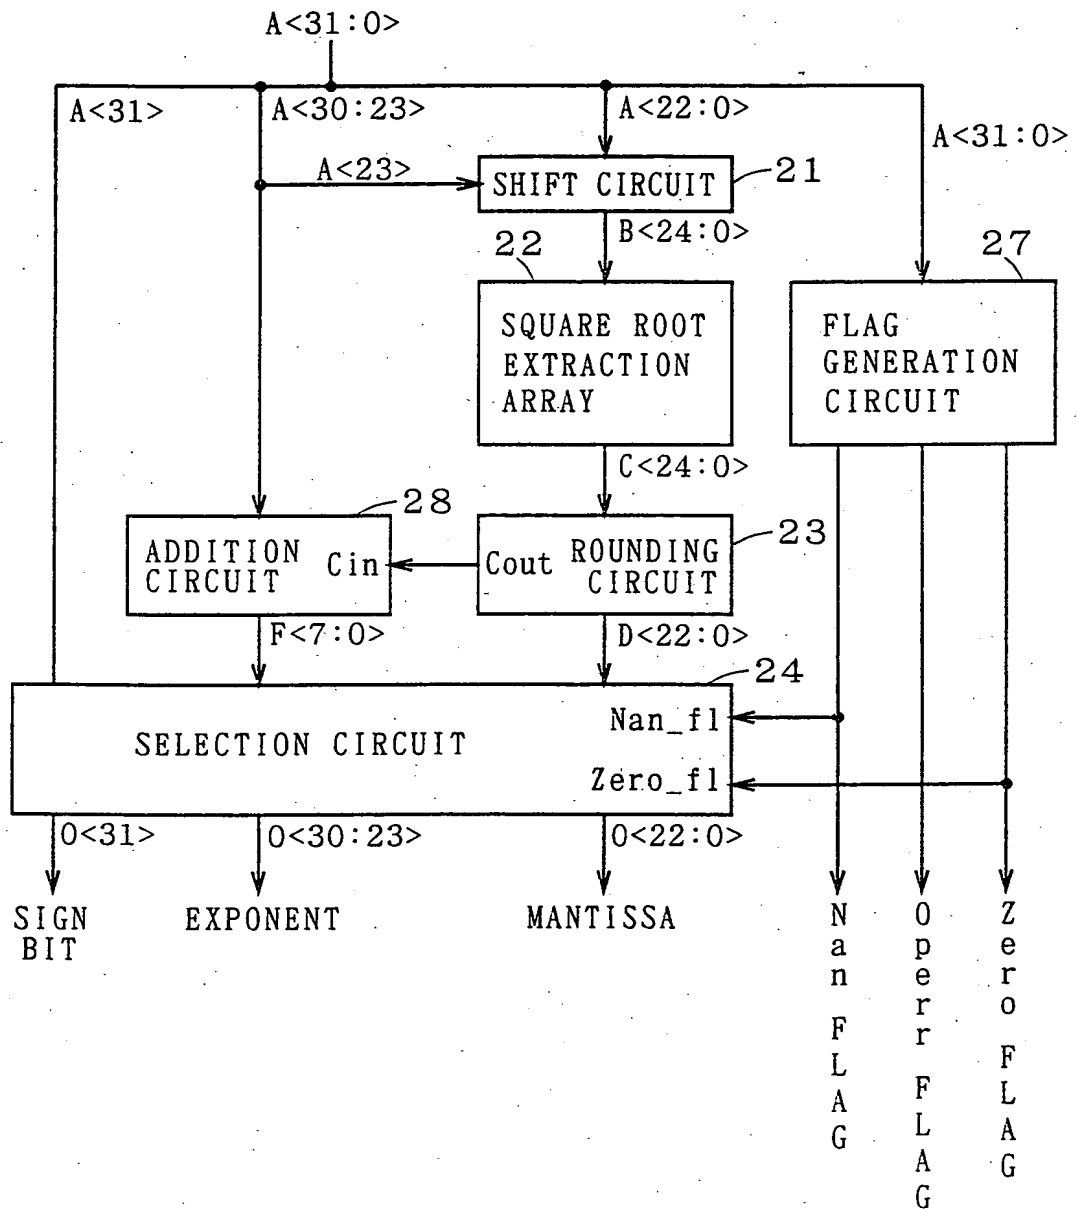 A<31:0>
A<31>
A<30:23>
A<22:0>
A<31:0>
A<23>
SHIFT CIRCUIT
21
B<24:0>
22
27
SQUARE ROOT
EXTRACTION
ARRAY
FLAG
GENERATION
CIRCUIT
C<24:0>
28
23
ADDITION
CIRCUIT
Cin
Cout
ROUNDING
CIRCUIT
F<7:0>
D<22:0>
24
Nan_fl
SELECTION CIRCUIT
Zero_fl
O<31>
O<30:23>
O<22:0>
SIGN
BIT
EXPONENT
MANTISSA
Nan FLAG
Operr FLAG
Zero FLAG